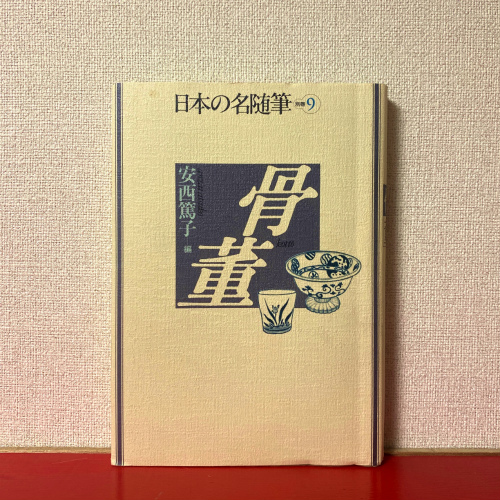 日本の名随筆 別巻9
骨董
安西篤子
編